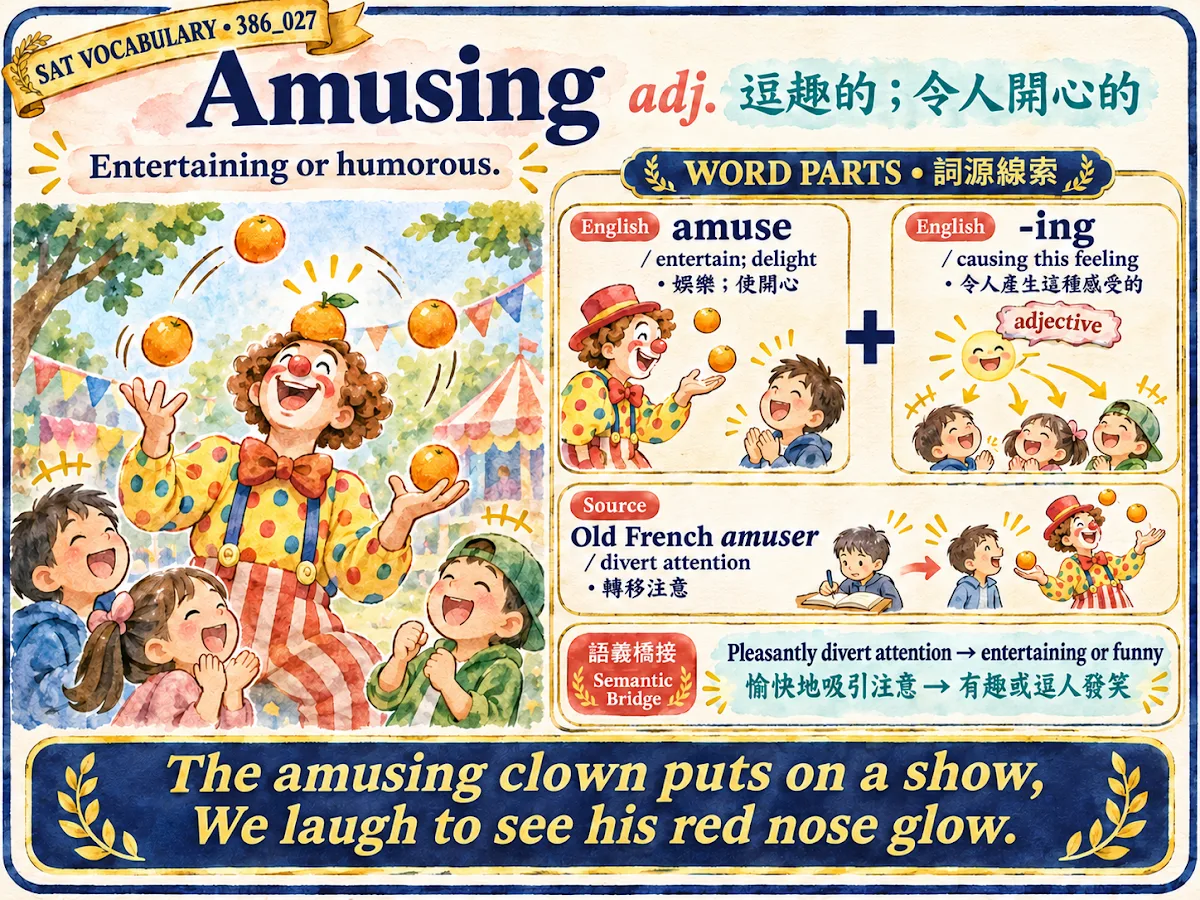 SAT VOCABULARY • 386_027
Amusing adj. 逗趣的；令人開心的
Entertaining or humorous.
WORD PARTS • 詞源線索
English amuse
/ entertain; delight
• 娛樂；使開心
+
English -ing
/ causing this feeling
• 令人產生這種感受的
adjective
Source
Old French amuser
/ divert attention
• 轉移注意
語義橋接
Semantic
Bridge
Pleasantly divert attention → entertaining or funny
愉快地吸引注意 → 有趣或逗人發笑
The amusing clown puts on a show,
We laugh to see his red nose glow.